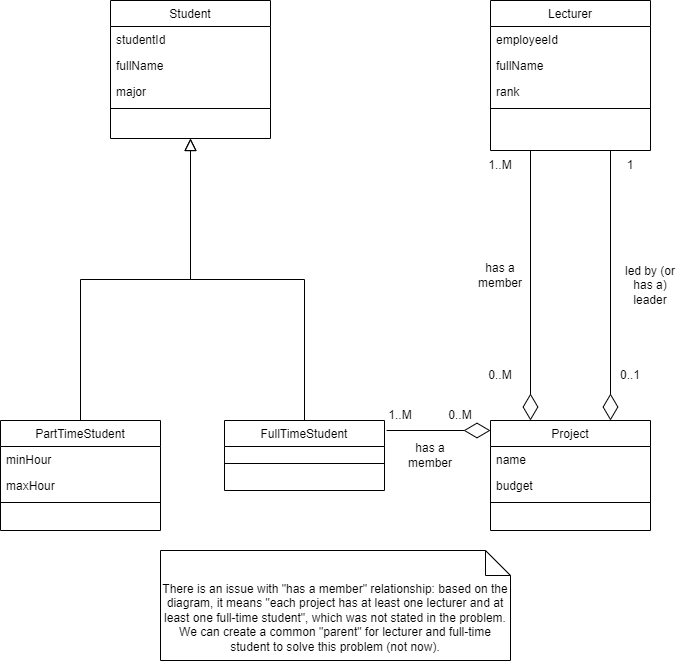 Student
studentId
fullName
major
Lecturer
employeeId
fullName
rank
1..M
1
has a
member
led by (or
has a)
leader
0..M
0..1
PartTimeStudent
minHour
maxHour
FullTimeStudent
1..M
0..M
has a
member
Project
name
budget
There is an issue with "has a member" relationship: based on the
diagram, it means "each project has at least one lecturer and at
least one full-time student", which was not stated in the problem.
We can create a common "parent" for lecturer and full-time
student to solve this problem (not now).